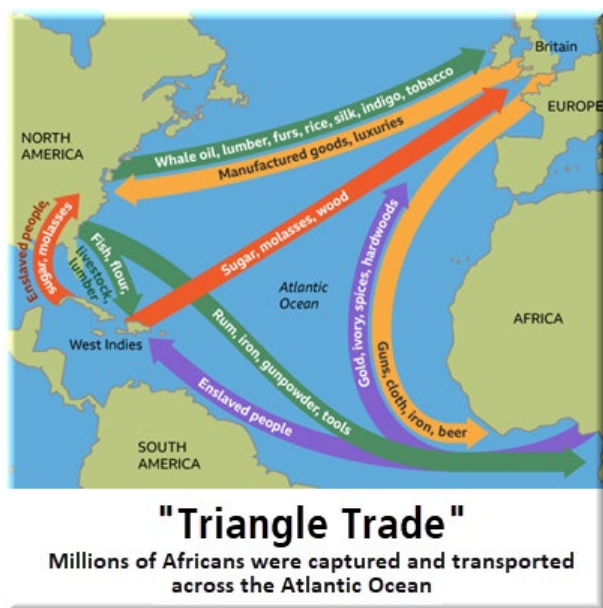 Britain
EUROPE
Whale oil, lumber, furs, rice, silk, indigo, tobacco
Manufactured goods, luxuries
NORTH
AMERICA
Enslaved people,
sugar, molasses
Fish, flour,
livestock,
lumber
Sugar, molasses, wood
Gold, ivory, spices, hardwoods
Atlantic
Ocean
AFRICA
West Indies
Rum, iron, gunpowder, tools
Guns, cloth, iron, beer
Enslaved people
SOUTH
AMERICA
"Triangle Trade"
Millions of Africans were captured and transported
across the Atlantic Ocean